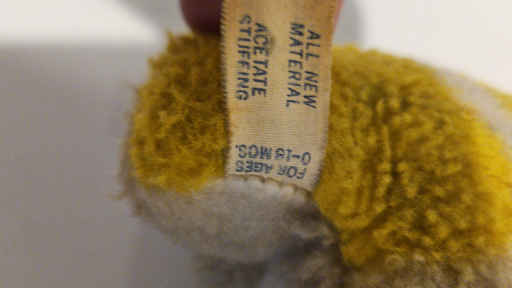 ALL NEW
MATERIAL
ACETATE
STUFFING
FOR AGES
0-18 MOS.